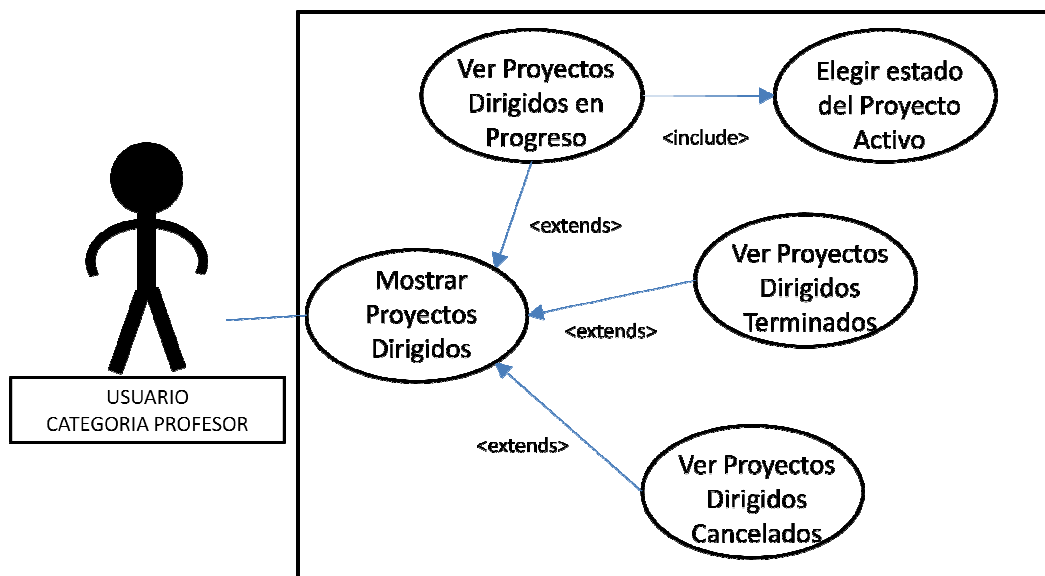 Ver Proyectos
Dirigidos en
Progreso
<include>
Elegir estado
del Proyecto
Activo
<extends>
Mostrar
Proyectos
Dirigidos
<extends>
Ver Proyectos
Dirigidos
Terminados
<extends>
Ver Proyectos
Dirigidos
Cancelados
USUARIO
CATEGORIA PROFESOR